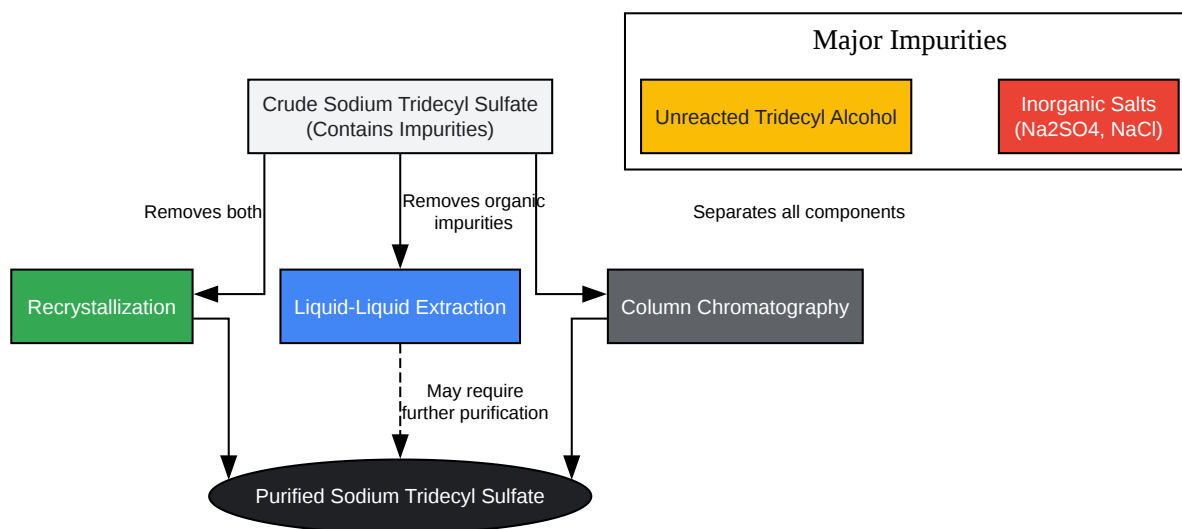 Major Impurities
Crude Sodium Tridecyl Sulfate
(Contains Impurities)
Unreacted Tridecyl Alcohol
Inorganic Salts
(Na2SO4, NaCl)
Removes both
Removes organic
impurities
Separates all components
Recrystallization
Liquid-Liquid Extraction
Column Chromatography
May require
further purification
Purified Sodium Tridecyl Sulfate